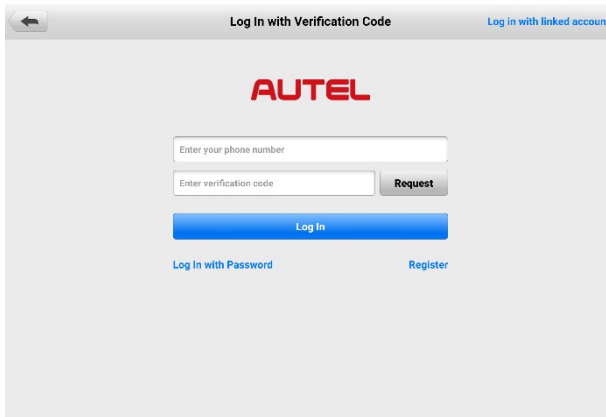 Log In with Verification Code
Log in with linked accoun
AUTEL
Enter your phone number
Enter verification code
Request
Log In
Log In with Password
Register